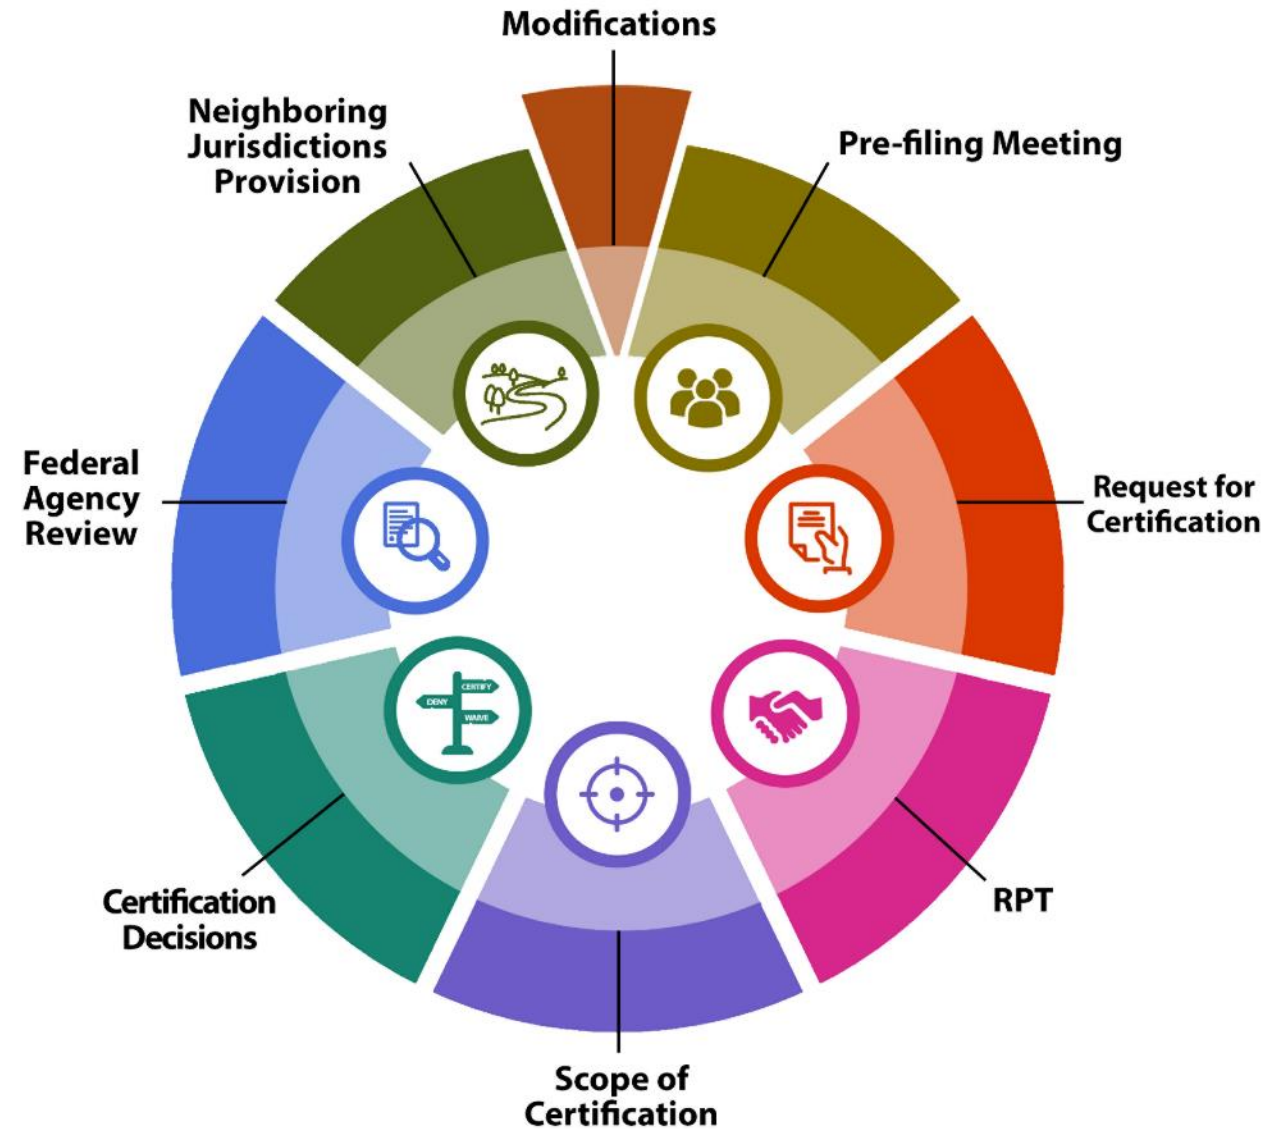 Modifications
Pre-filing Meeting
Request for
Certification
RPT
Scope of
Certification
Certification
Decisions
Federal
Agency
Review
Neighboring
Jurisdictions
Provision
CERTIFY
DENY
WAIVE